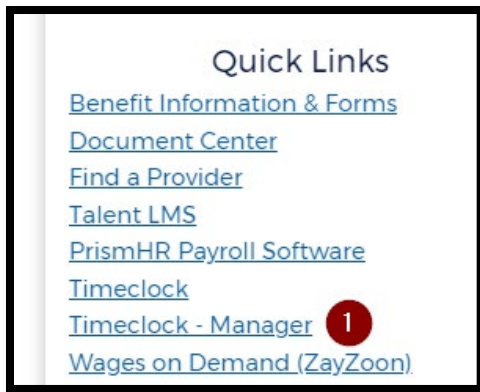 Quick Links
Benefit Information & Forms
Document Center
Find a Provider
Talent LMS
PrismHR Payroll Software
Timeclock
Timeclock - Manager 1
Wages on Demand (ZayZoon)